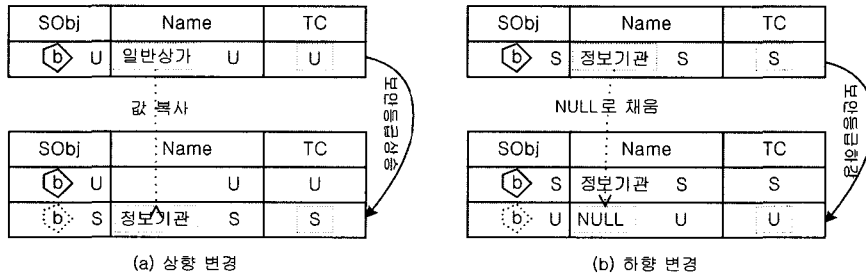 SObj Name TC
b U 일반상가 U U
값 복사
보안등급상승
SObj Name TC
b U U U
b S 정보기관 S S
(a) 상향 변경
SObj Name TC
b S 정보기관 S S
NULL로 채움
보안등급하강
SObj Name TC
b S 정보기관 S S
b U NULL U U
(b) 하향 변경